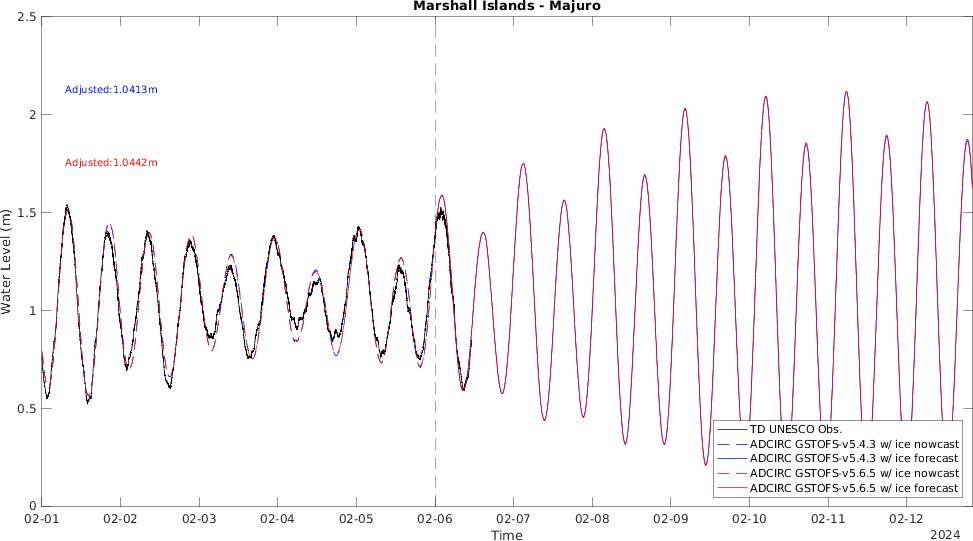 Marshall Islands - Majuro
2.5
2
1.5
1
0.5
0
Water Level (m)
Adjusted:1.0413m
Adjusted:1.0442m
TD UNESCO Obs.
ADCIRC GSTOFS-v5.4.3 w/ ice nowcast
ADCIRC GSTOFS-v5.4.3 w/ ice forecast
ADCIRC GSTOFS-v5.6.5 w/ ice nowcast
ADCIRC GSTOFS-v5.6.5 w/ ice forecast
02-01 02-02 02-03 02-04 02-05 02-06 02-07 02-08 02-09 02-10 02-11 02-12
Time
2024